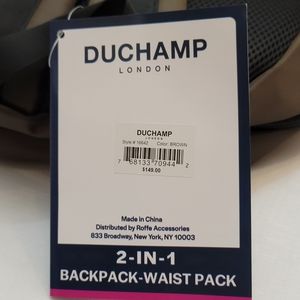 DUCHAMP
LONDON
DUCHAMP
LONDON
Style # 16642 Color: BROWN
7 68133 70944 2
$149.00
Made in China
Distributed by Roffe Accessories
833 Broadway, New York, NY 10003
2-IN-1
BACKPACK-WAIST PACK